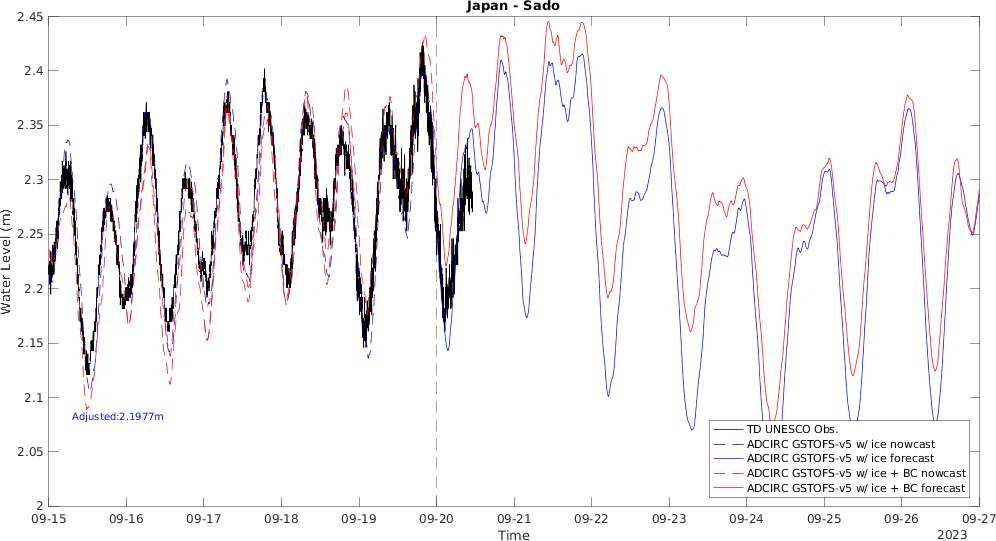 Japan - Sado
2.45
2.4
2.35
2.3
2.25
2.2
2.15
2.1
2.05
2
Water Level (m)
Adjusted:2.1977m
TD UNESCO Obs.
ADCIRC GSTOFS-v5 w/ ice nowcast
ADCIRC GSTOFS-v5 w/ ice forecast
ADCIRC GSTOFS-v5 w/ ice + BC nowcast
ADCIRC GSTOFS-v5 w/ ice + BC forecast
09-15 09-16 09-17 09-18 09-19 09-20 09-21 09-22 09-23 09-24 09-25 09-26 09-27
Time
2023